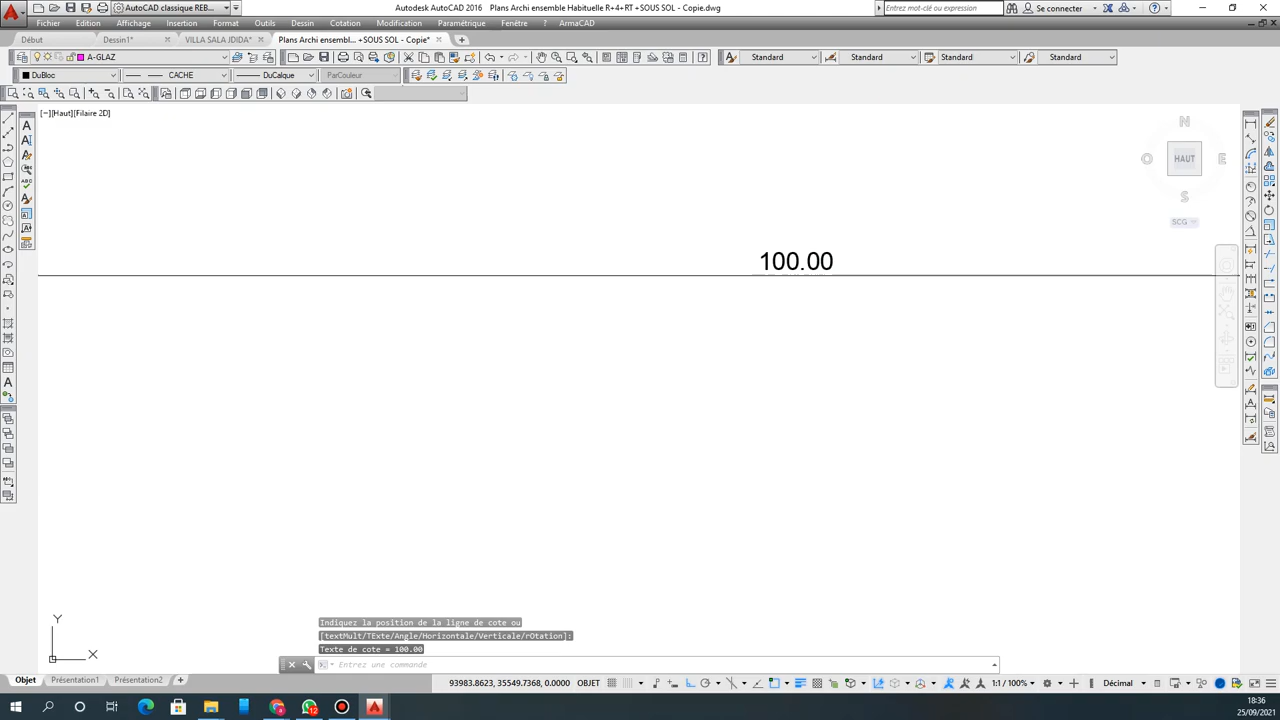 AutoCAD classique REB...
Autodesk AutoCAD 2016 Plans Archi ensemble Habituelle R+4+RT +SOUS SOL - Copie.dwg
Entrez mot-clé ou expression
Se connecter
Fichier Edition Affichage Insertion Format Outils Dessin Cotation Modification Paramétrique Fenêtre ? ArmaCAD
Début Dessin1* VILLA SALA JDIDA* Plans Archi ensembl... +SOUS SOL - Copie*
A-GLAZ
Standard Standard Standard Standard
DuBloc CACHE DuCalque ParCouleur
[−][Haut][Filaire 2D]
N
O HAUT E
S
SCG
100.00
Y
X
Indiquez la position de la ligne de cote ou
[textMult/TExte/Angle/Horizontale/Verticale/rOtation]:
Texte de cote = 100.00
Entrez une commande
Objet Présentation1 Présentation2 +
93983.8623, 35549.7368, 0.0000 OBJET
1:1 / 100%
Décimal
12
18:36
25/09/2021